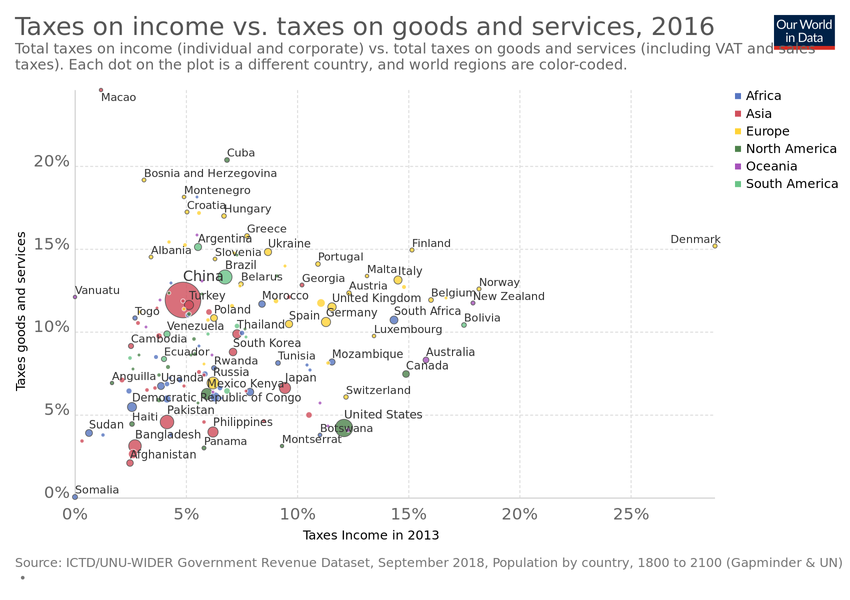 Taxes on income vs. taxes on goods and services, 2016
Our World
in Data
Total taxes on income (individual and corporate) vs. total taxes on goods and services (including VAT and sales
taxes). Each dot on the plot is a different country, and world regions are color-coded.
Africa
Asia
Europe
North America
Oceania
South America
Taxes goods and services
20%
15%
10%
5%
0%
Macao
Cuba
Bosnia and Herzegovina
Montenegro
Croatia
Hungary
Greece
Argentina
Ukraine
Finland
Denmark
Albania
Slovenia
Portugal
Brazil
Malta
Italy
China
Belarus
Georgia
Austria
Norway
Vanuatu
Turkey
Morocco
United Kingdom
Belgium
New Zealand
Togo
Poland
Spain
Germany
South Africa
Bolivia
Venezuela
Thailand
Luxembourg
Cambodia
South Korea
Ecuador
Tunisia
Mozambique
Australia
Rwanda
Canada
Anguilla
Uganda
Russia
Japan
Mexico
Kenya
Switzerland
Democratic Republic of Congo
Haiti
Pakistan
United States
Sudan
Bangladesh
Philippines
Botswana
Panama
Montserrat
Afghanistan
Somalia
0%
5%
10%
15%
20%
25%
Taxes Income in 2013
Source: ICTD/UNU-WIDER Government Revenue Dataset, September 2018, Population by country, 1800 to 2100 (Gapminder & UN)
•